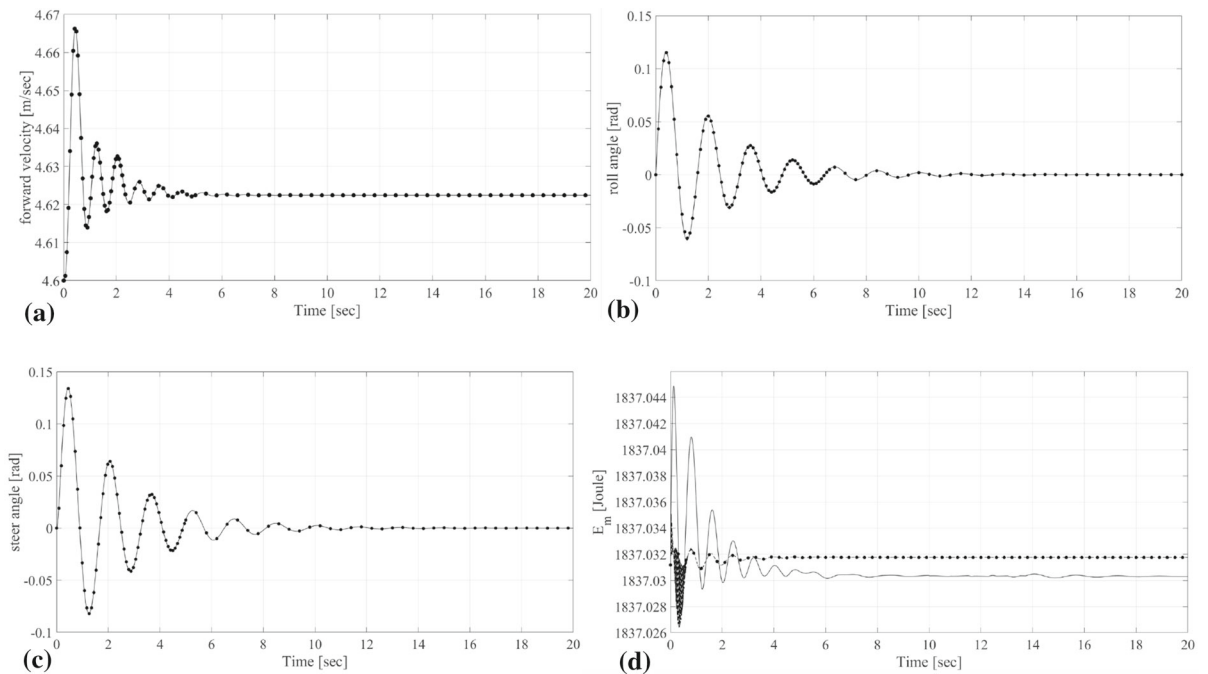 4.67
4.66
4.65
4.64
4.63
4.62
4.61
4.6
forward velocity [m/sec]
0 2 4 6 8 10 12 14 16 18 20
Time [sec]
(a)
0.15
0.1
0.05
0
-0.05
-0.1
roll angle [rad]
0 2 4 6 8 10 12 14 16 18 20
Time [sec]
(b)
0.15
0.1
0.05
0
-0.05
-0.1
steer angle [rad]
0 2 4 6 8 10 12 14 16 18 20
Time [sec]
(c)
1837.044
1837.042
1837.04
1837.038
1837.036
1837.034
1837.032
1837.03
1837.028
1837.026
Em [Joule]
0 2 4 6 8 10 12 14 16 18 20
Time [sec]
(d)